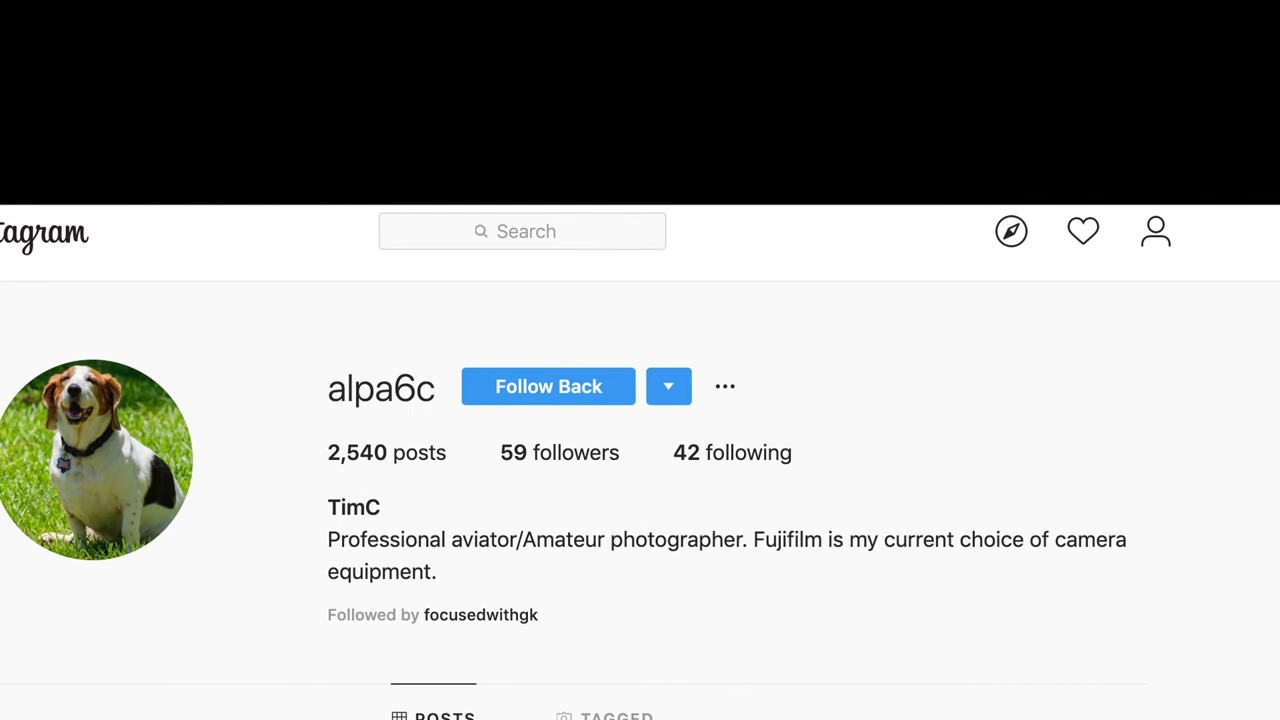 tagram
Search
alpa6c Follow Back
2,540 posts 59 followers 42 following
TimC
Professional aviator/Amateur photographer. Fujifilm is my current choice of camera
equipment.
Followed by focusedwithgk
POSTS TAGGED